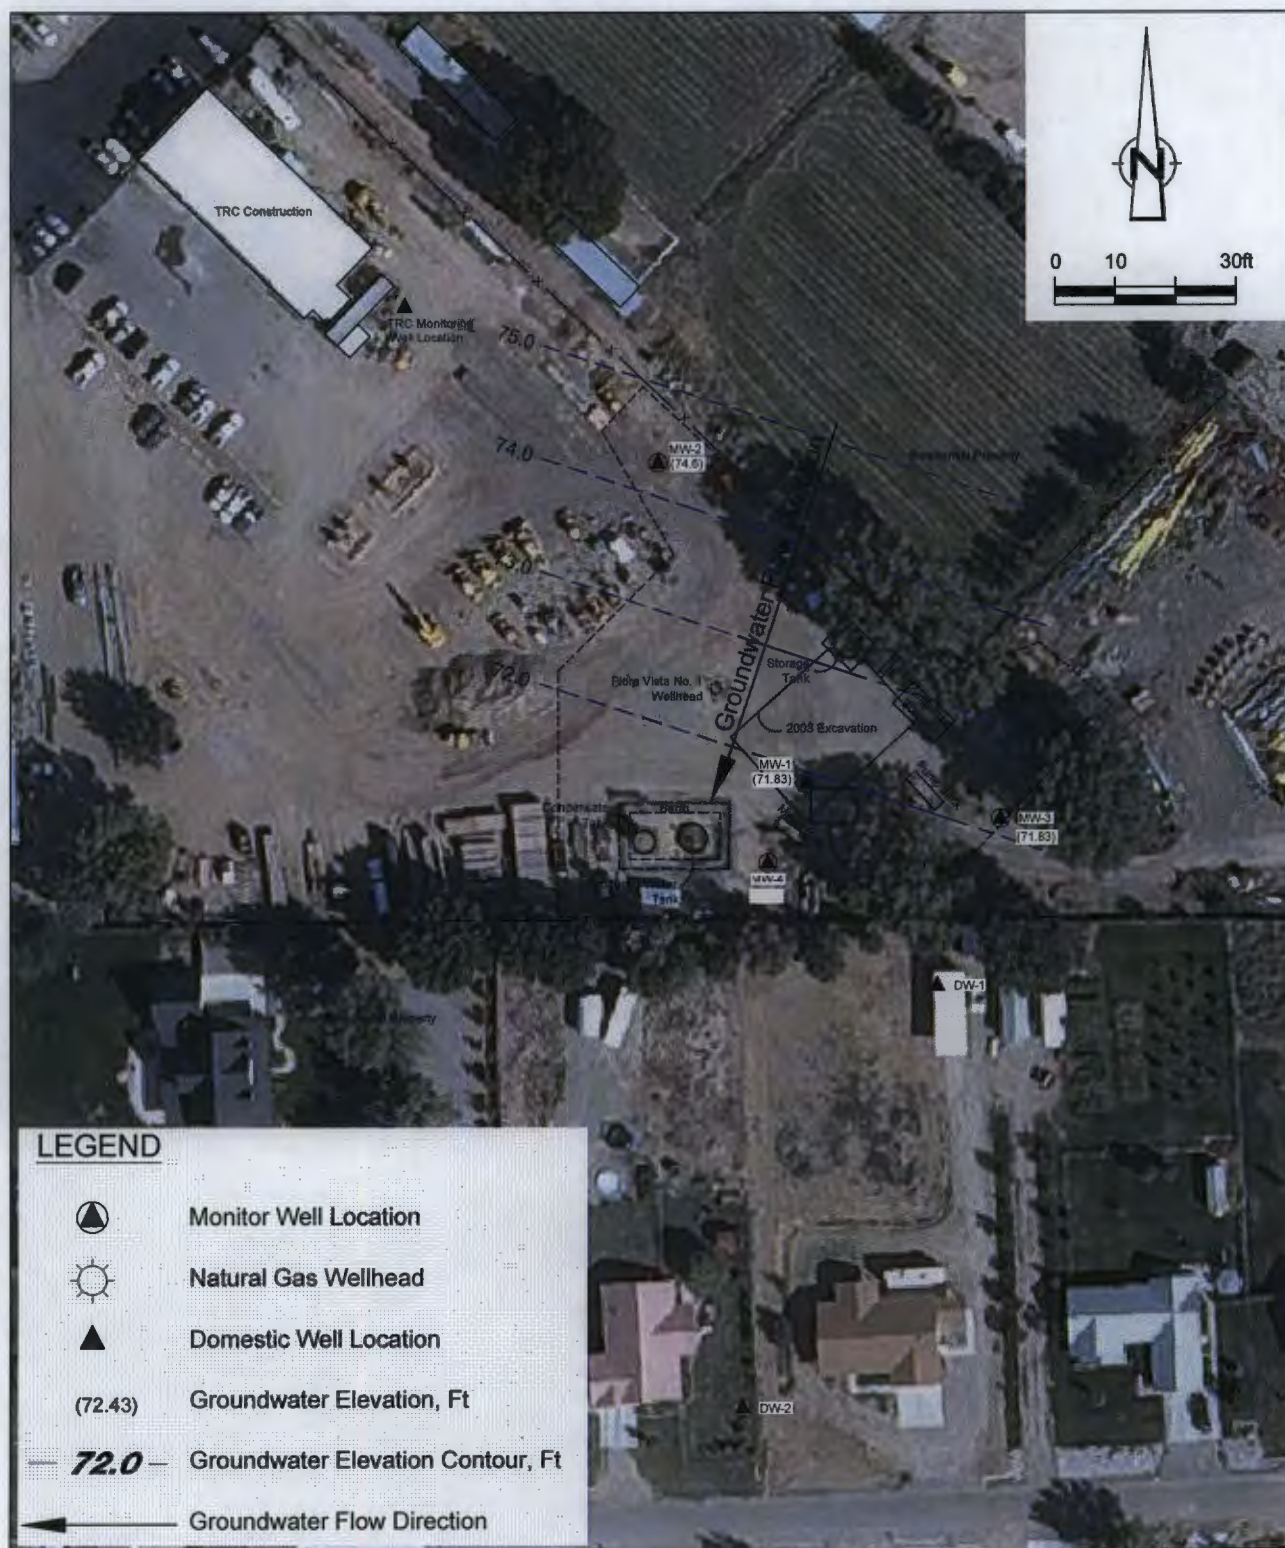 N
0 10 30ft
TRC Construction
TRC Monitoring
Well Location
75.0
74.0
MW-2
(74.6)
72.0
Storage
Tank
Wellhead
Groundwater
2003 Excavation
MW-1
(71.83)
MW-3
(71.83)
MW-4
Tank
DW-1
DW-2
LEGEND
Monitor Well Location
Natural Gas Wellhead
Domestic Well Location
(72.43) Groundwater Elevation, Ft
72.0 Groundwater Elevation Contour, Ft
Groundwater Flow Direction